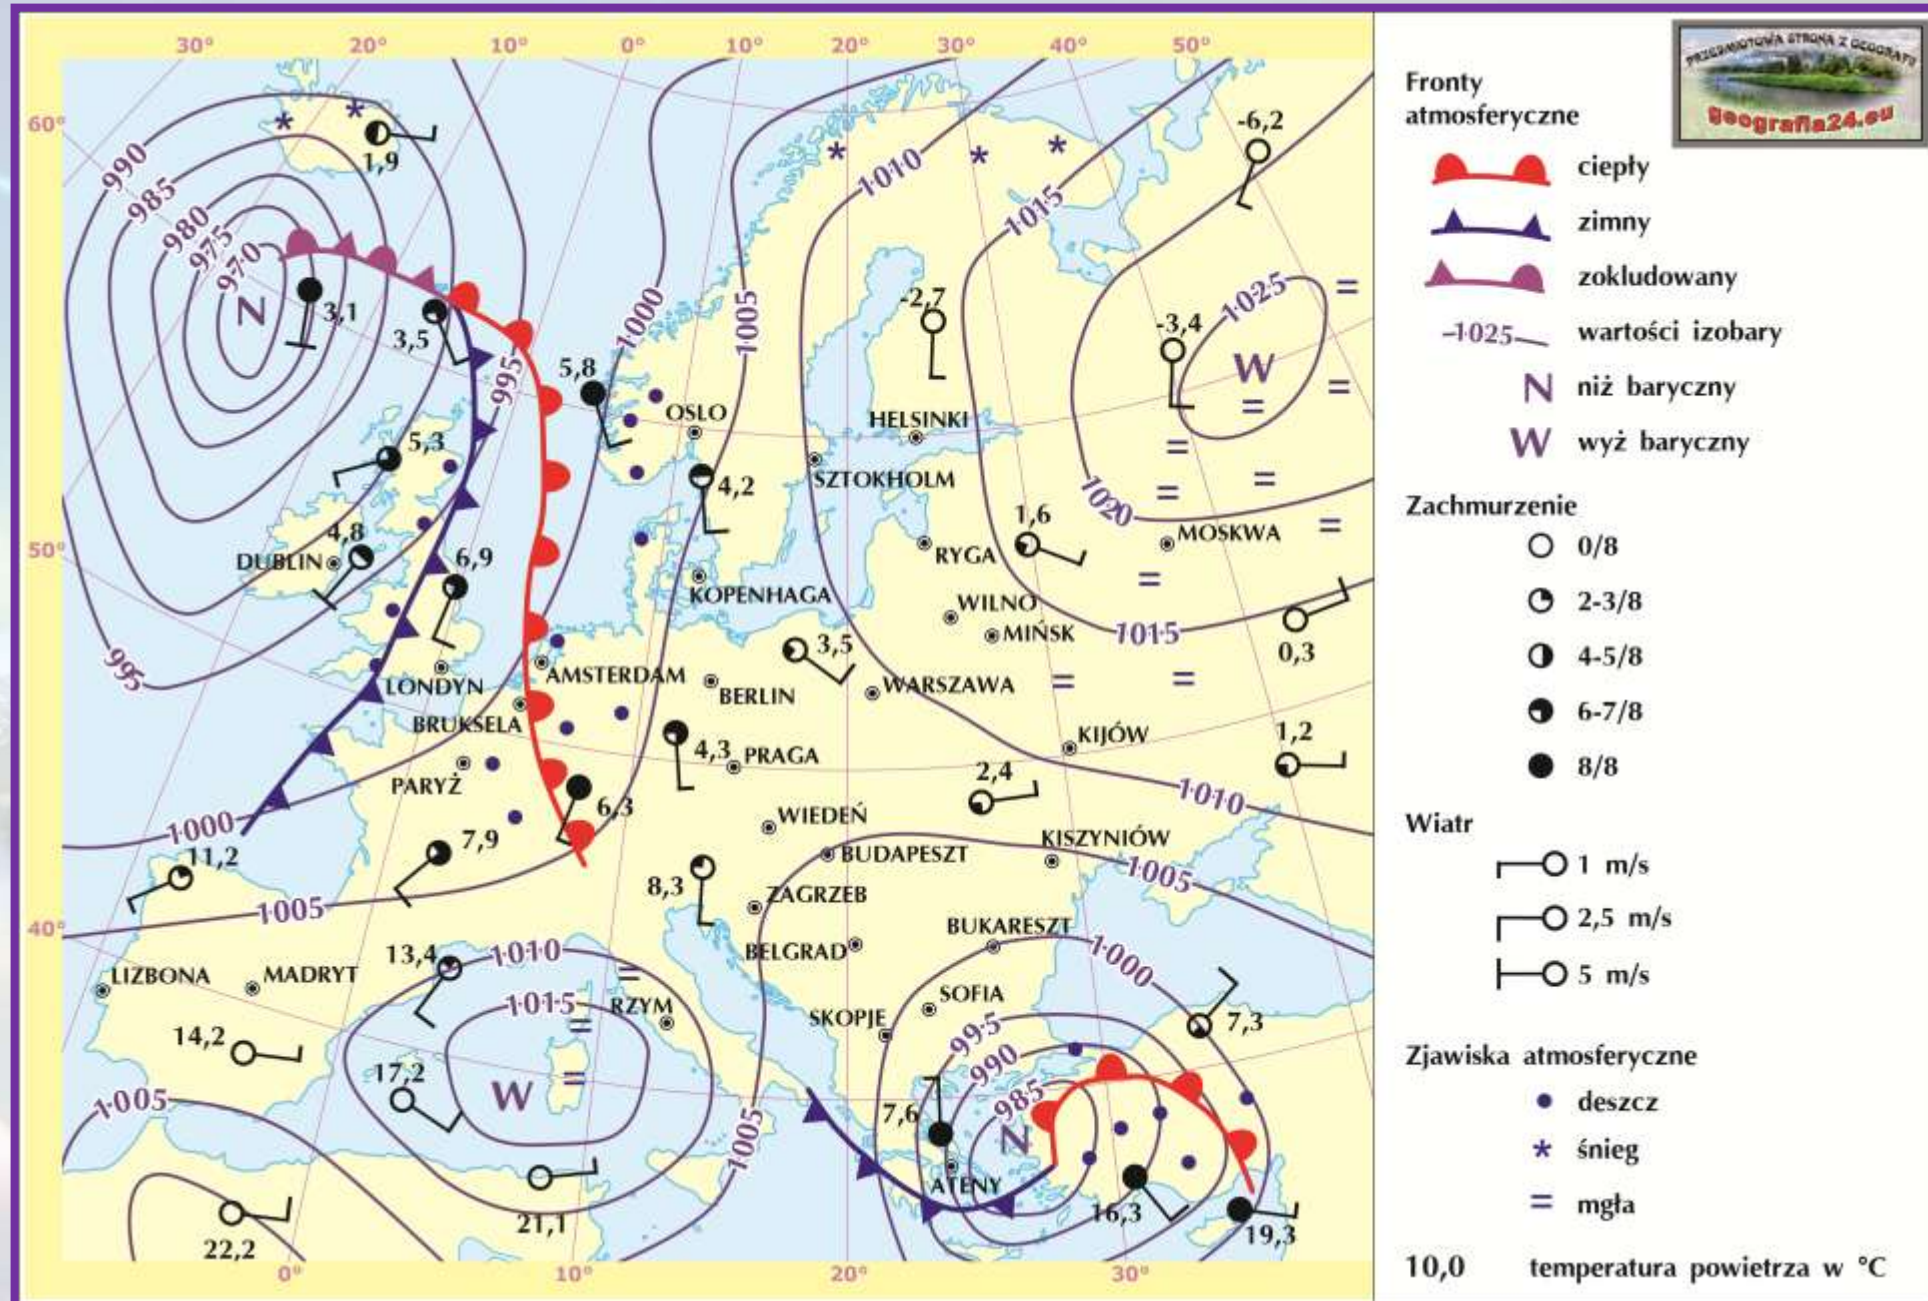 30° 20° 10° 0° 10° 20° 30° 40° 50°
60°
50°
40°
0° 10° 20° 30°
990
985
980
975
970
N
995
1000
1005
1010
1015
1025
W
1020
1015
1010
1005
1000
995
990
985
N
995
1000
1005
1010
1015
W
1005
1005
1,9
-6,2
3,1
3,5
5,8
-2,7
-3,4
OSLO
HELSINKI
5,3
4,2
SZTOKHOLM
4,8
DUBLIN
6,9
1,6
RYGA
MOSKWA
KOPENHAGA
WILNO
MIŃSK
0,3
3,5
LONDYN
AMSTERDAM
BERLIN
WARSZAWA
BRUKSELA
4,3
PRAGA
KIJÓW
1,2
PARYŻ
6,3
2,4
WIEDEŃ
KISZYNIÓW
11,2
7,9
BUDAPESZT
8,3
ZAGRZEB
BUKARESZT
BELGRAD
13,4
LIZBONA
MADRYT
RZYM
SOFIA
SKOPJE
7,3
14,2
17,2
7,6
ATENY
16,3
19,3
21,1
22,2
Fronty
atmosferyczne
ciepły
zimny
zokludowany
-1025 wartości izobary
N niż baryczny
W wyż baryczny
Zachmurzenie
0/8
2-3/8
4-5/8
6-7/8
8/8
Wiatr
1 m/s
2,5 m/s
5 m/s
Zjawiska atmosferyczne
deszcz
śnieg
mgła
10,0 temperatura powietrza w °C
PRZEDMIOTOWA STRONA Z GEOGRAFII
geografia24.eu